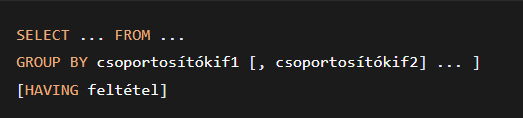 SELECT ... FROM ...
GROUP BY csoportosítókif1 [, csoportosítókif2] ... ]
[HAVING feltétel]